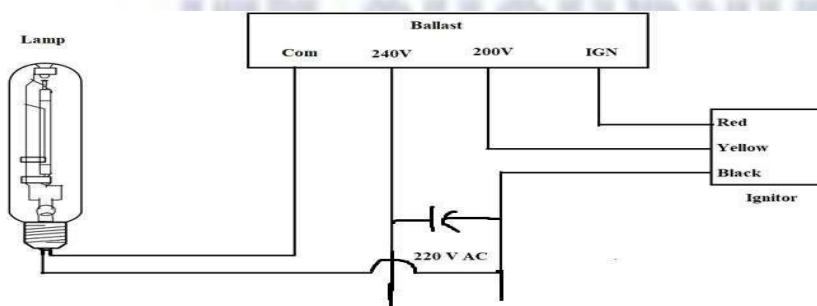 Ballast
Lamp
Com 240V 200V IGN
Red
Yellow
Black
Ignitor
220 V AC